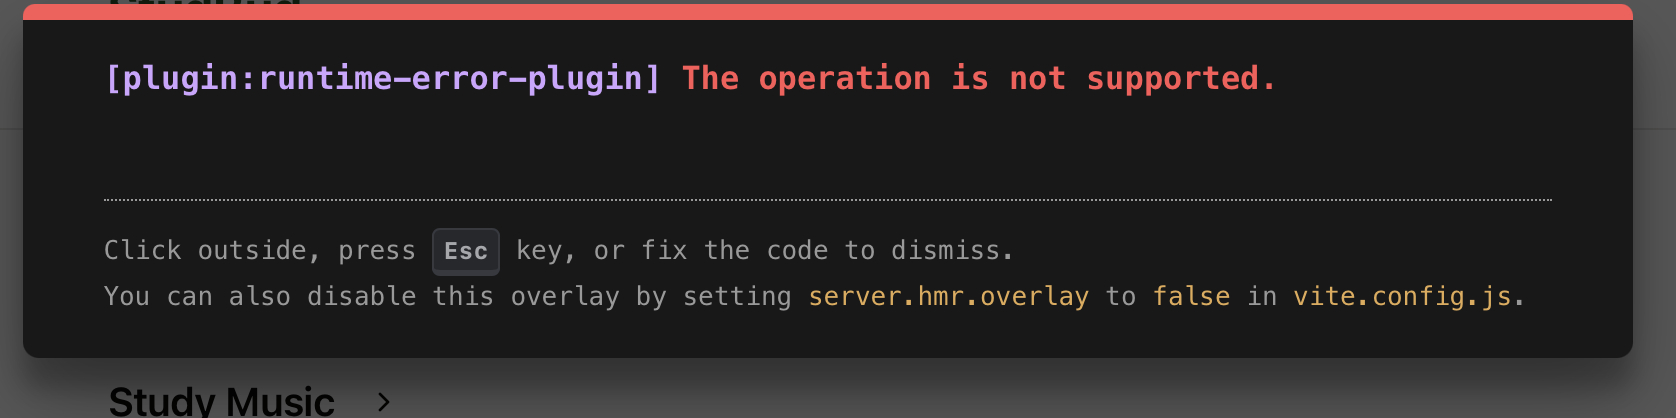 [plugin:runtime-error-plugin] The operation is not supported.
Click outside, press Esc key, or fix the code to dismiss.
You can also disable this overlay by setting server.hmr.overlay to false in vite.config.js.
Study Music >